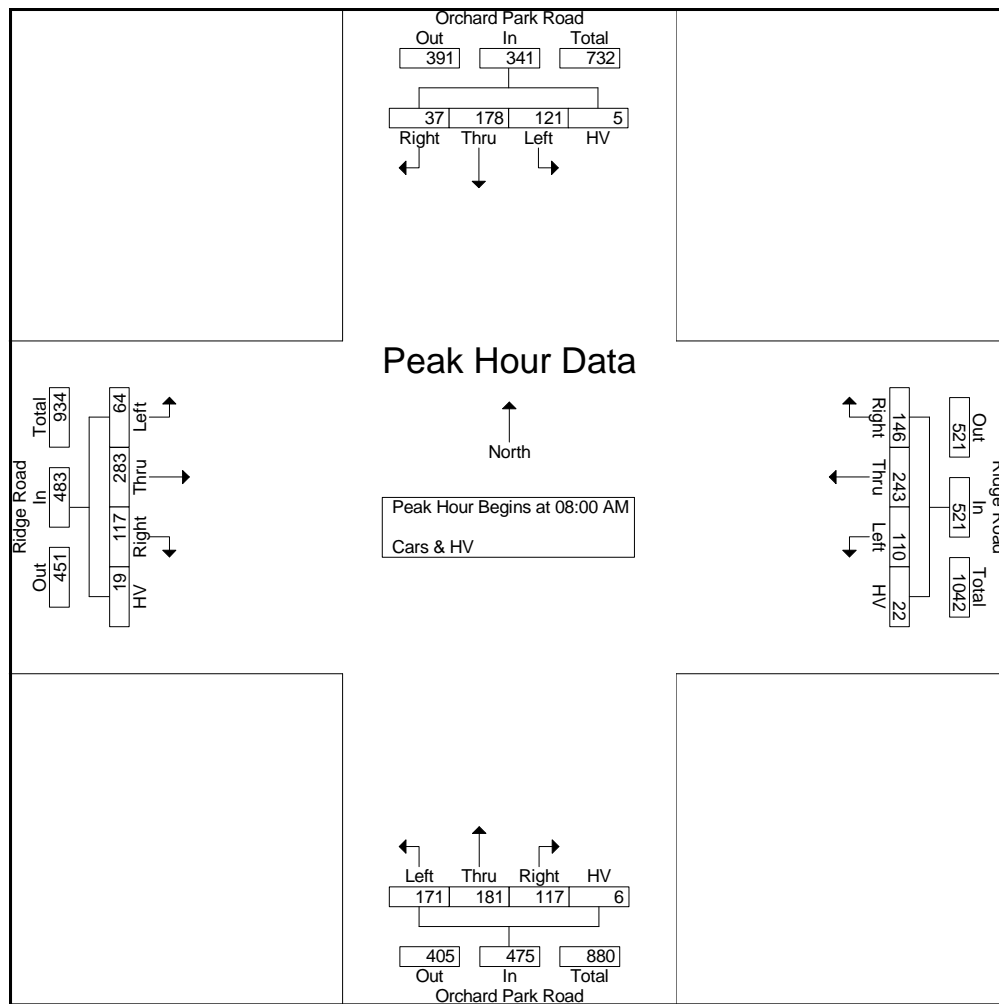 Orchard Park Road
Out In Total
391 341 732
37 178 121 5
Right Thru Left HV
Peak Hour Data
North
Peak Hour Begins at 08:00 AM
Cars & HV
Ridge Road
Total In Out
934 483 451
64 283 117 19
Left Thru Right HV
Right Thru Left HV
146 243 110 22
Out In Total
521 521 1042
Ridge Road
Left Thru Right HV
171 181 117 6
405 475 880
Out In Total
Orchard Park Road